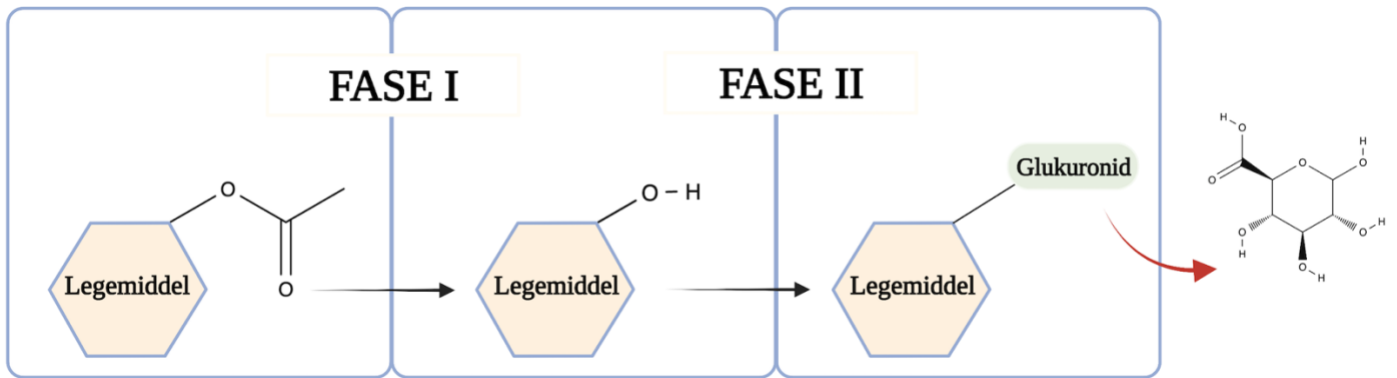 FASE I
FASE II
O
O
Legemiddel
O - H
Legemiddel
Glukuronid
Legemiddel
H
O
O
O
H
O
O
H
O
H
O
H